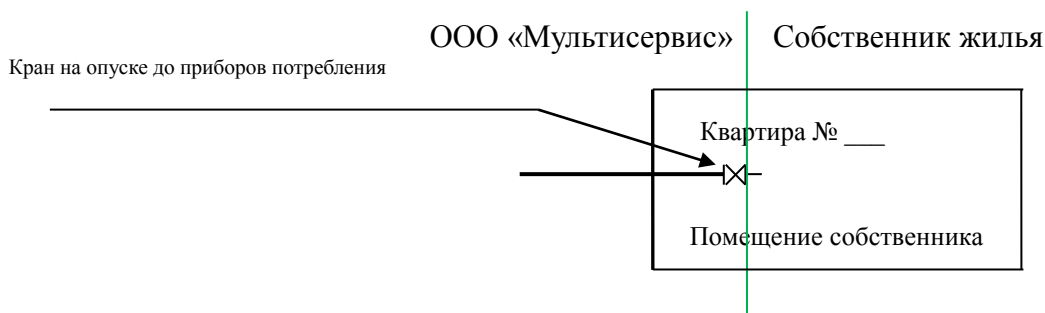 ООО «Мультисервис» Собственник жилья
Кран на опуске до приборов потребления
Квартира № ___
Помещение собственника